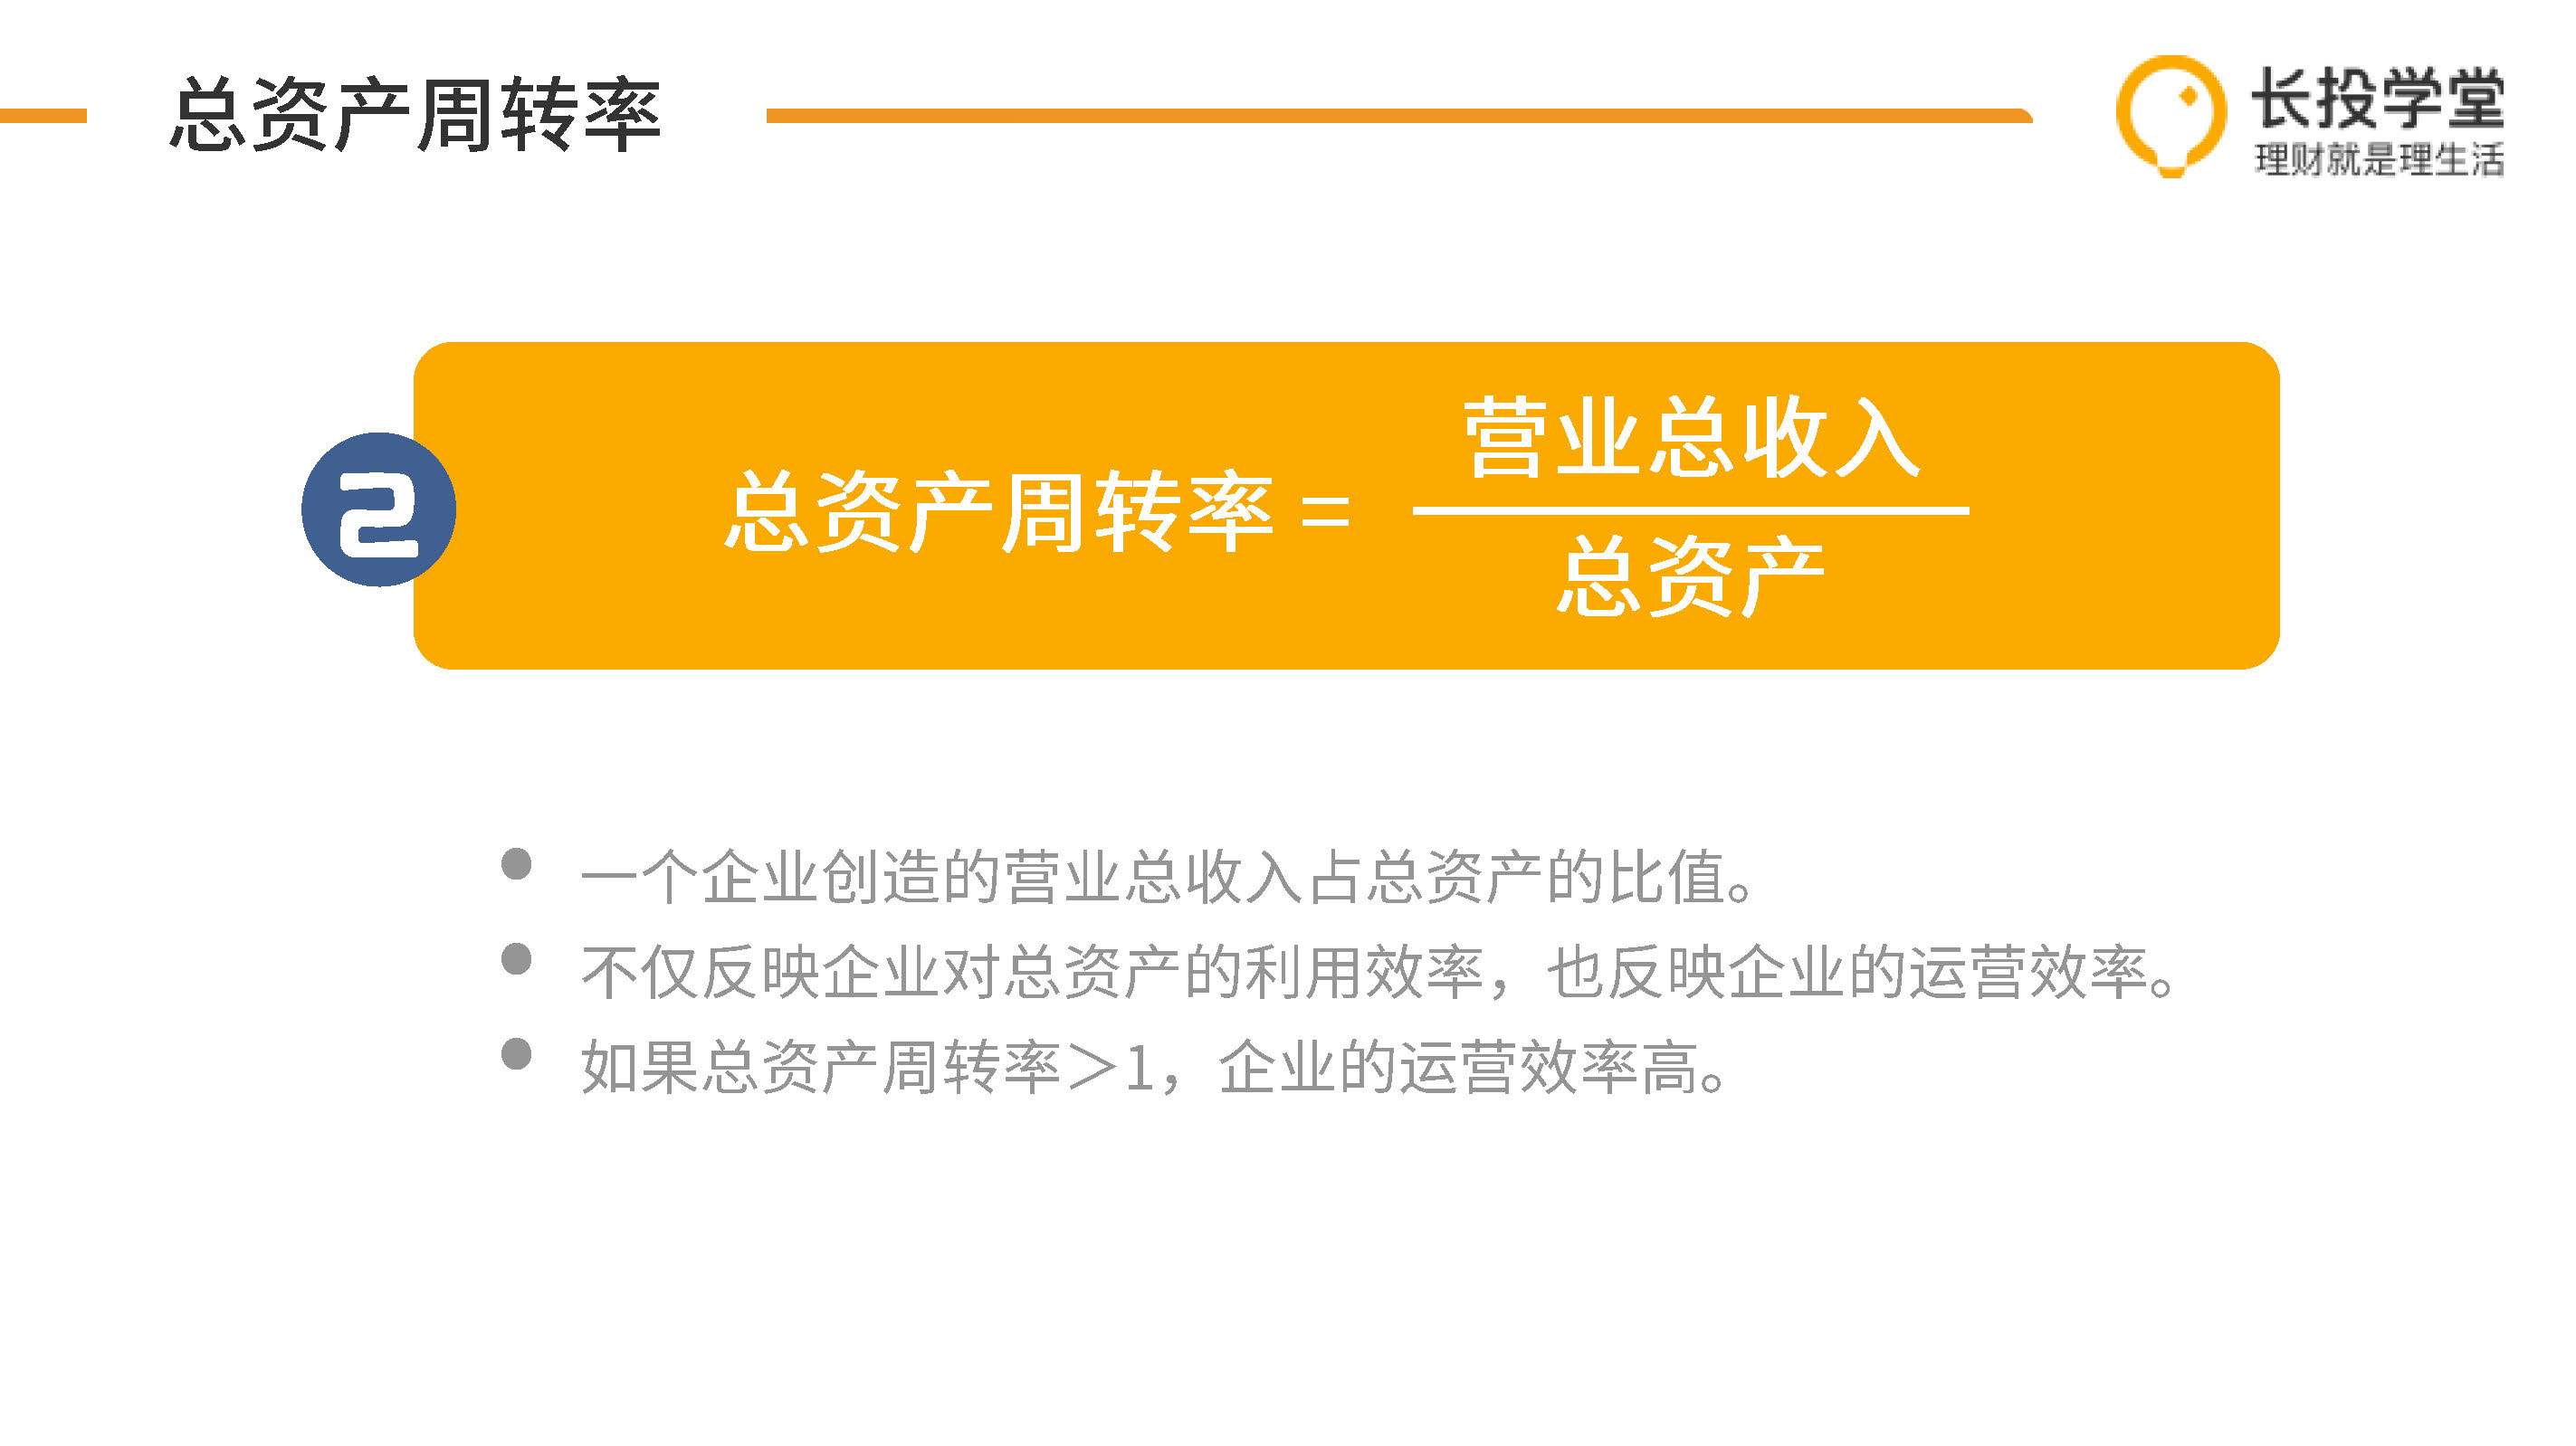 总资产周转率
长投学堂
理财就是理生活
2
营业总收入
总资产周转率 =
总资产
一个企业创造的营业总收入占总资产的比值。
不仅反映企业对总资产的利用效率，也反映企业的运营效率。
如果总资产周转率＞1，企业的运营效率高。